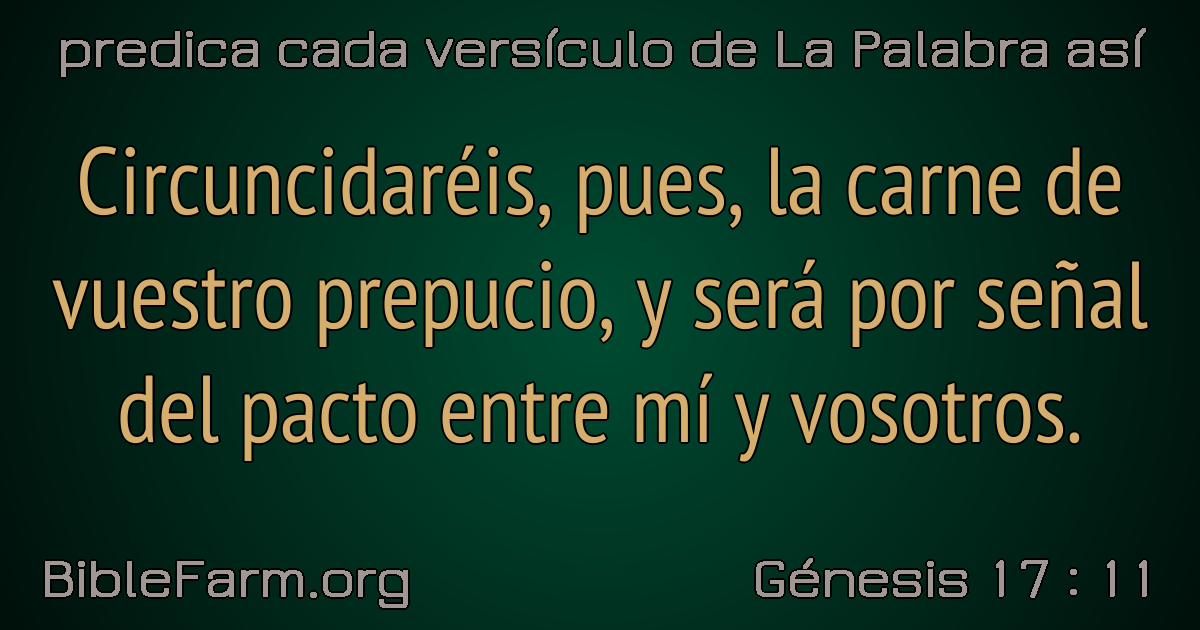 predica cada versículo de La Palabra así
Circuncidaréis, pues, la carne de
vuestro prepucio, y será por señal
del pacto entre mí y vosotros.
BibleFarm.org
Génesis 17 : 11